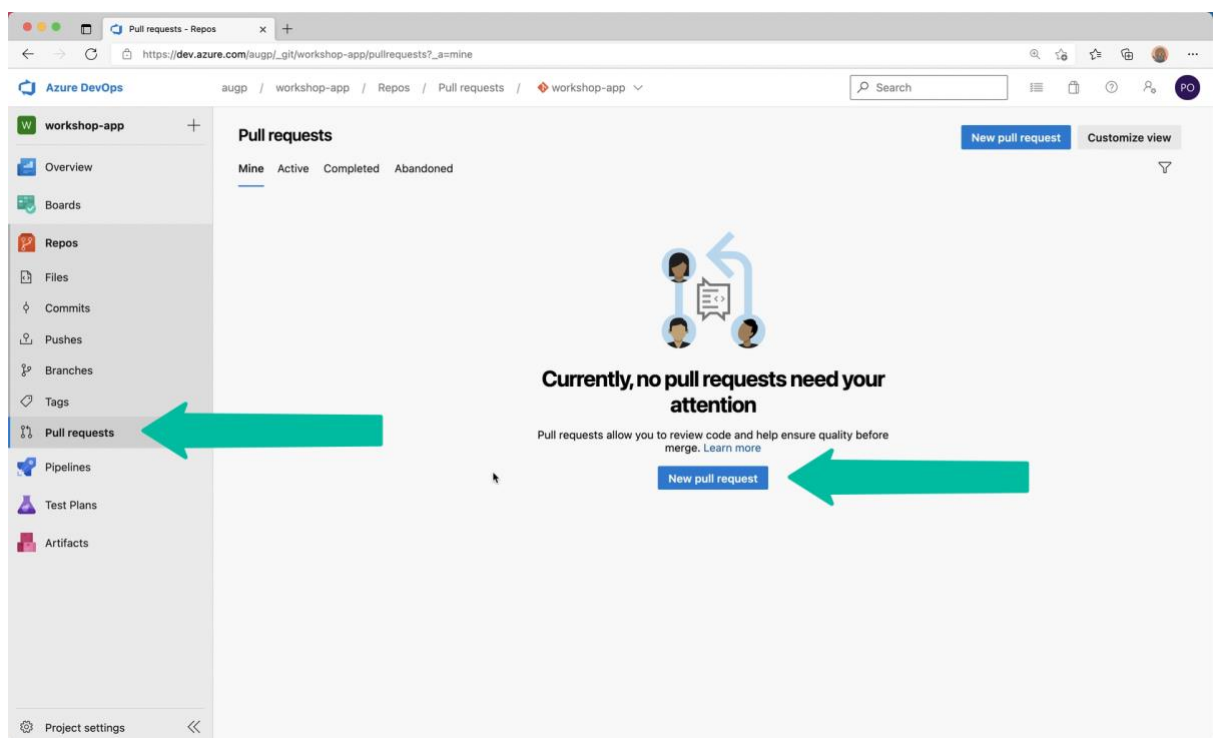 Pull requests - Repos
https://dev.azure.com/augp/_git/workshop-app/pullrequests?_a=mine
Azure DevOps
augp / workshop-app / Repos / Pull requests / workshop-app
Search
PO
W workshop-app
Overview
Boards
Repos
Files
Commits
Pushes
Branches
Tags
Pull requests
Pipelines
Test Plans
Artifacts
Project settings
Pull requests
New pull request Customize view
Mine Active Completed Abandoned
Currently, no pull requests need your
attention
Pull requests allow you to review code and help ensure quality before
merge. Learn more
New pull request